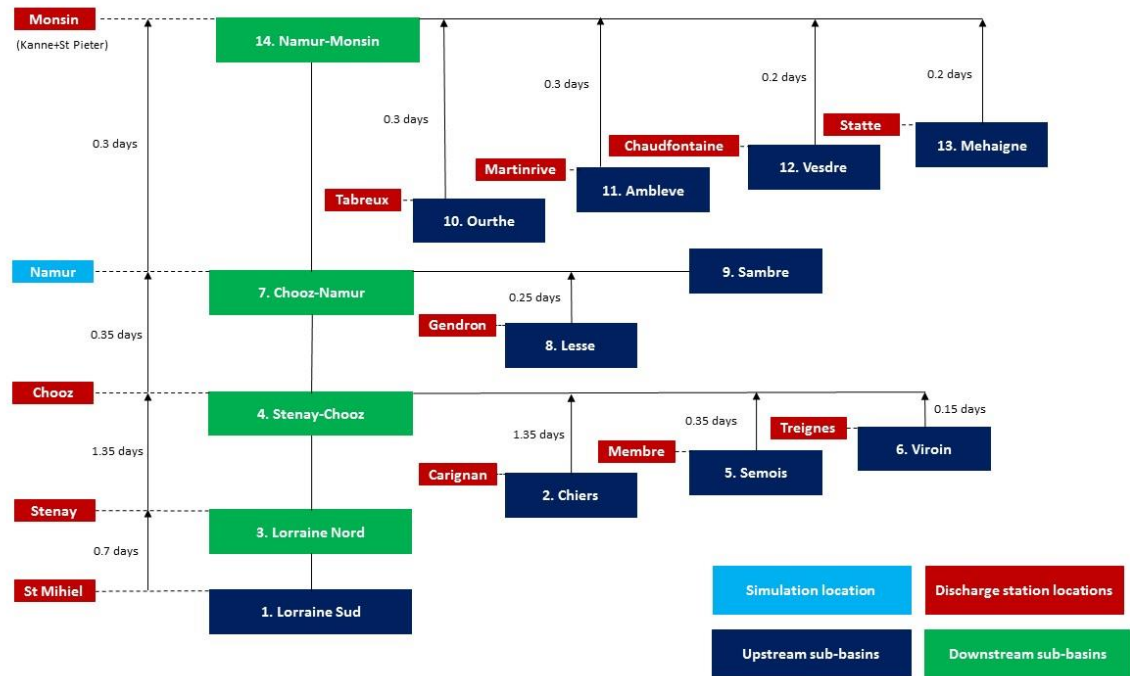 Monsin
(Kanne+St Pieter)
14. Namur-Monsin
0.3 days
0.3 days
0.3 days
0.2 days
0.2 days
Statte
Chaudfontaine
Martinrive
Tabreux
13. Mehaigne
12. Vesdre
11. Ambleve
10. Ourthe
Namur
7. Chooz-Namur
9. Sambre
0.25 days
Gendron
8. Lesse
0.35 days
Chooz
4. Stenay-Chooz
1.35 days
1.35 days
0.35 days
0.15 days
Treignes
Membre
Carignan
6. Viroin
5. Semois
2. Chiers
Stenay
3. Lorraine Nord
0.7 days
St Mihiel
1. Lorraine Sud
Simulation location
Discharge station locations
Upstream sub-basins
Downstream sub-basins